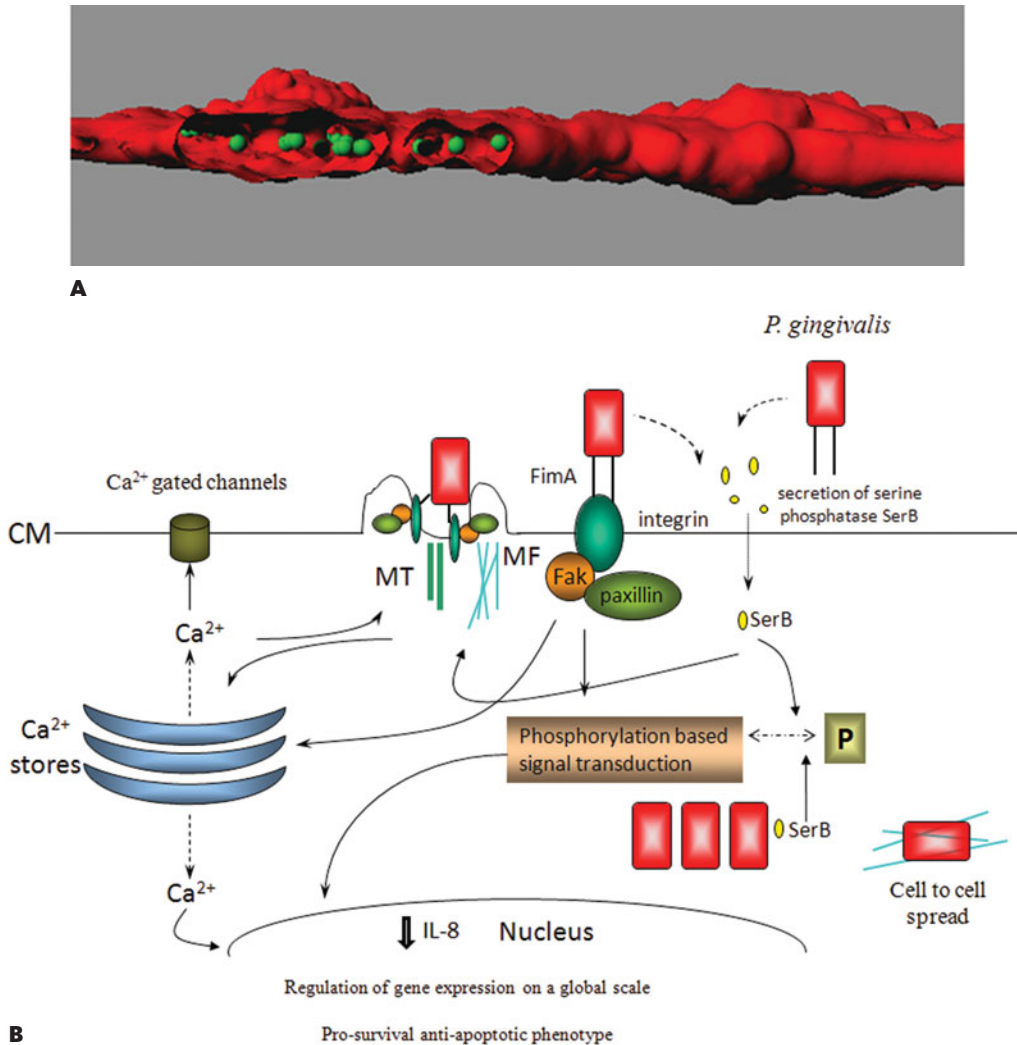 A
P. gingivalis
Ca²⁺ gated channels
FimA
secretion of serine
phosphatase SerB
integrin
CM
MT
MF
Fak
paxillin
SerB
Ca²⁺
Ca²⁺
stores
Phosphorylation based
signal transduction
P
SerB
Ca²⁺
Cell to cell
spread
IL-8
Nucleus
Regulation of gene expression on a global scale
B
Pro-survival anti-apoptotic phenotype